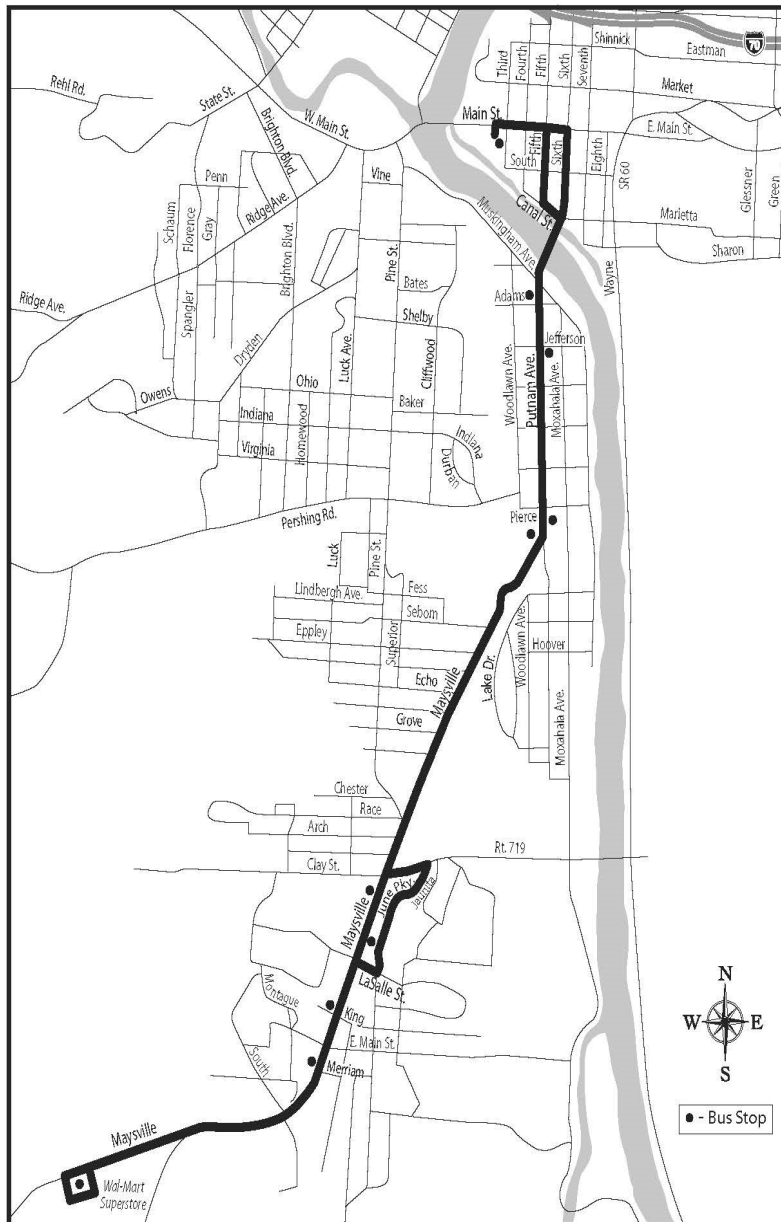 70
Shinnick
Eastman
Third
Fourth
Fifth
Sixth
Seventh
Market
Rehl Rd.
State St.
W. Main St.
Main St.
E. Main St.
Brighton Blvd.
South
Fifth
Sixth
Eighth
SR 60
Glessner
Green
Vine
Penn
Ridge Ave.
Schaum
Florence
Gray
Canal St.
Marietta
Sharon
Muskingham Ave.
Wayne
Pine St.
Brighton Blvd.
Bates
Adams
Ridge Ave.
Spangler
Shelby
Jefferson
Dryden
Luck Ave.
Cliffwood
Woodlawn Ave.
Putnam Ave.
Moxahala Ave.
Ohio
Owens
Baker
Indiana
Homewood
Indiana
Virginia
Durban
Pershing Rd.
Pierce
Luck
Pine St.
Lindbergh Ave.
Fess
Seborn
Eppley
Superior
Woodlawn Ave.
Hoover
Lake Dr.
Echo
Maysville
Grove
Moxahala Ave.
Chester
Race
Arch
Clay St.
Rt. 719
June Pky.
Jaunita
Maysville
LaSalle St.
Montague
King
E. Main St.
South
Merriam
Maysville
Wal-Mart
Superstore
N
W
E
S
- Bus Stop